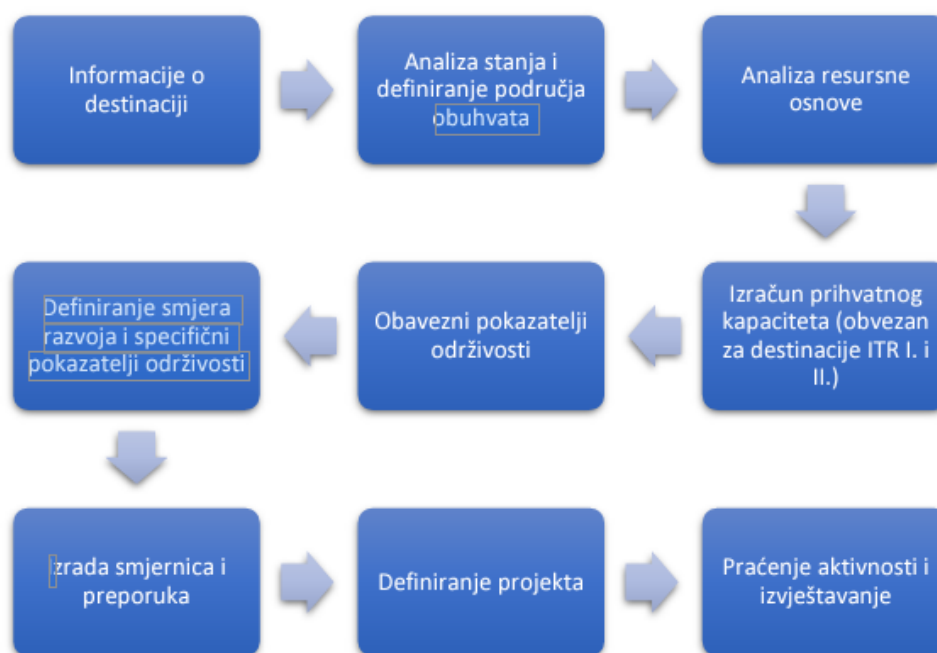 Informacije o
destinaciji
Analiza stanja i
definiranje područja
obuhvata
Analiza resursne
osnove
Izračun prihvatnog
kapaciteta (obvezan
za destinacije ITR I. i
II.)
Obavezni pokazatelji
održivosti
Definiranje smjera
razvoja i specifični
pokazatelji održivosti
Izrada smjernica i
preporuka
Definiranje projekta
Praćenje aktivnosti i
izvještavanje